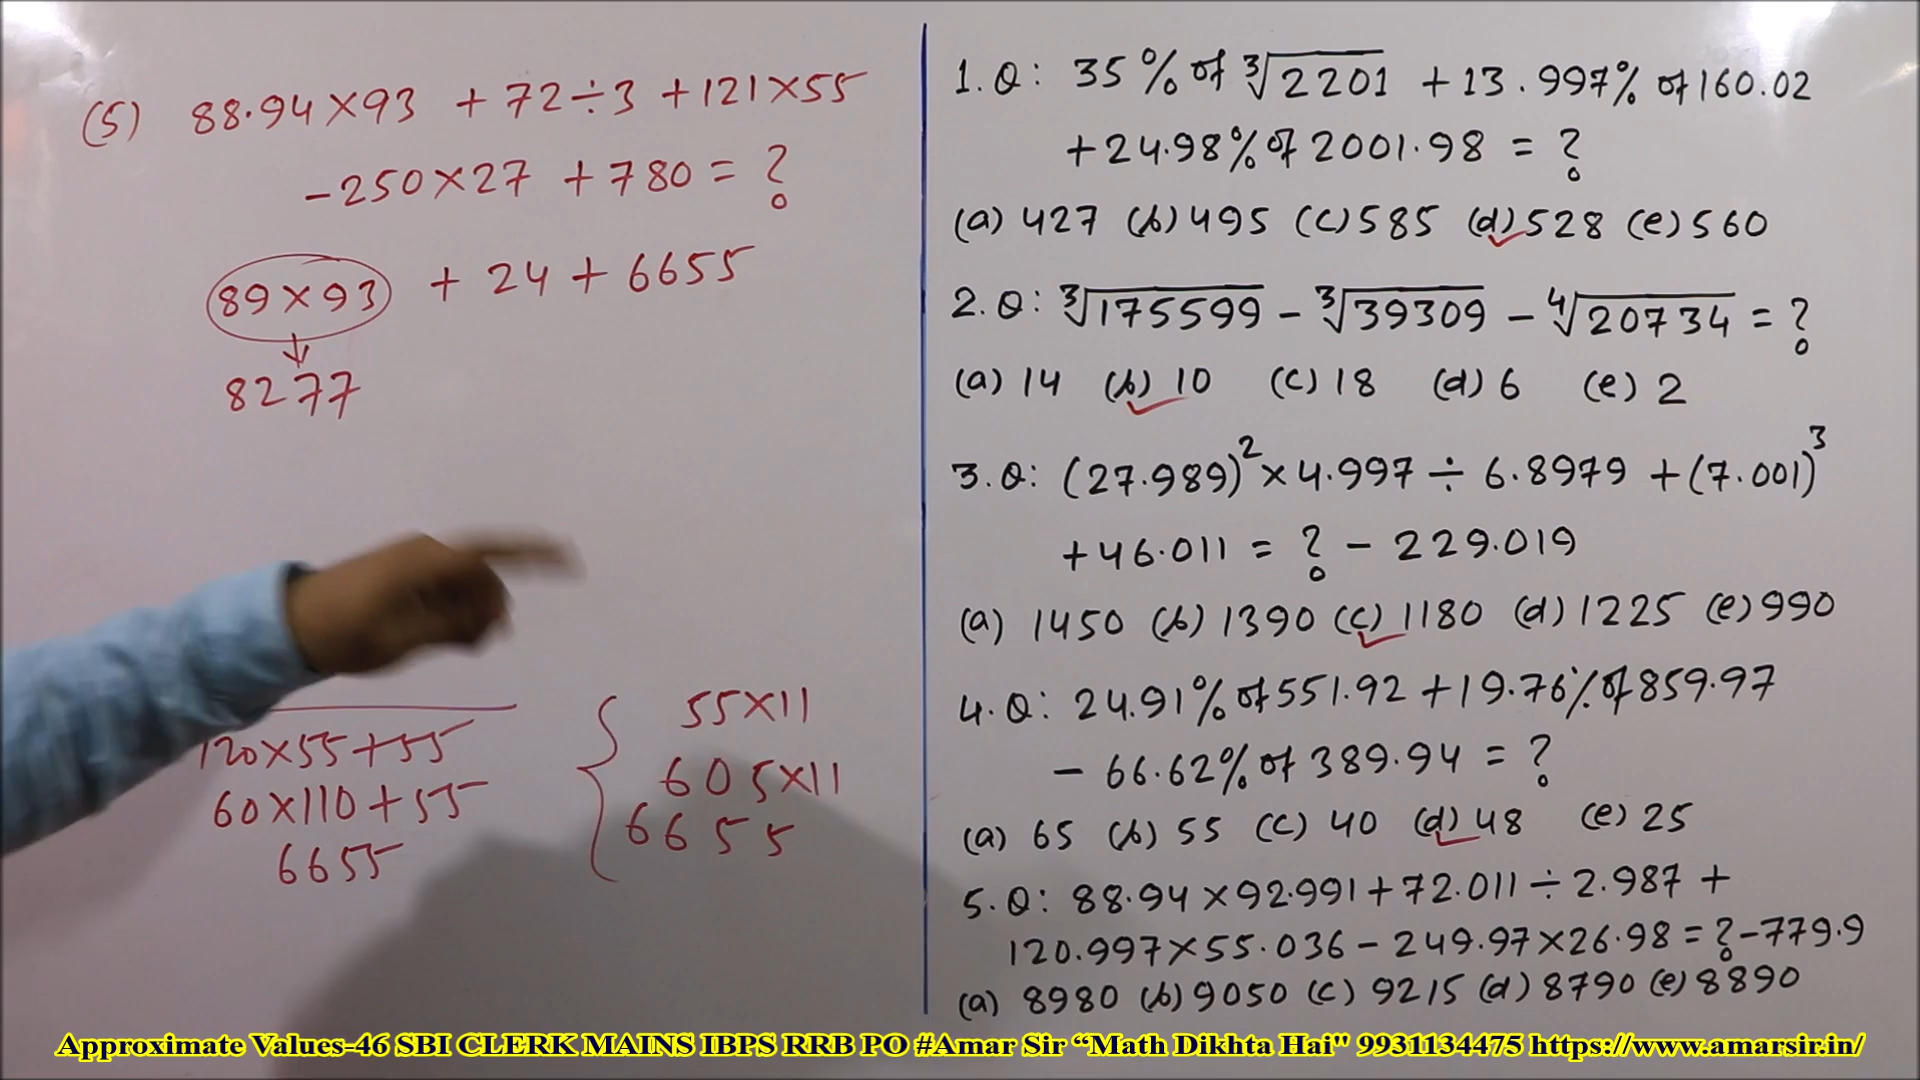 (5) 88.94×93 +72÷3 +121×55
-250×27 +780= ?
89×93 + 24 + 6655
8277
120×55+55
60×110+55
6655
55×11
605×11
6655
1.Q: 35% of ∛2201 +13.997% of 160.02
+24.98% of 2001.98 = ?
(a) 427 (b) 495 (c) 585 (d) 528 (e) 560
2.Q: ∛175599 - ∛39309 - ∜20734 = ?
(a) 14 (b) 10 (c) 18 (d) 6 (e) 2
3.Q: (27.989)²×4.997÷6.8979 +(7.001)³
+46.011 = ? - 229.019
(a) 1450 (b) 1390 (c) 1180 (d) 1225 (e) 990
4.Q: 24.91% of 551.92 +19.76% of 859.97
- 66.62% of 389.94 = ?
(a) 65 (b) 55 (c) 40 (d) 48 (e) 25
5.Q: 88.94×92.991+72.011÷2.987 +
120.997×55.036-249.97×26.98=?-779.9
(a) 8980 (b) 9050 (c) 9215 (d) 8790 (e) 8890
Approximate Values-46 SBI CLERK MAINS IBPS RRB PO #Amar Sir “Math Dikhta Hai" 9931134475 https://www.amarsir.in/